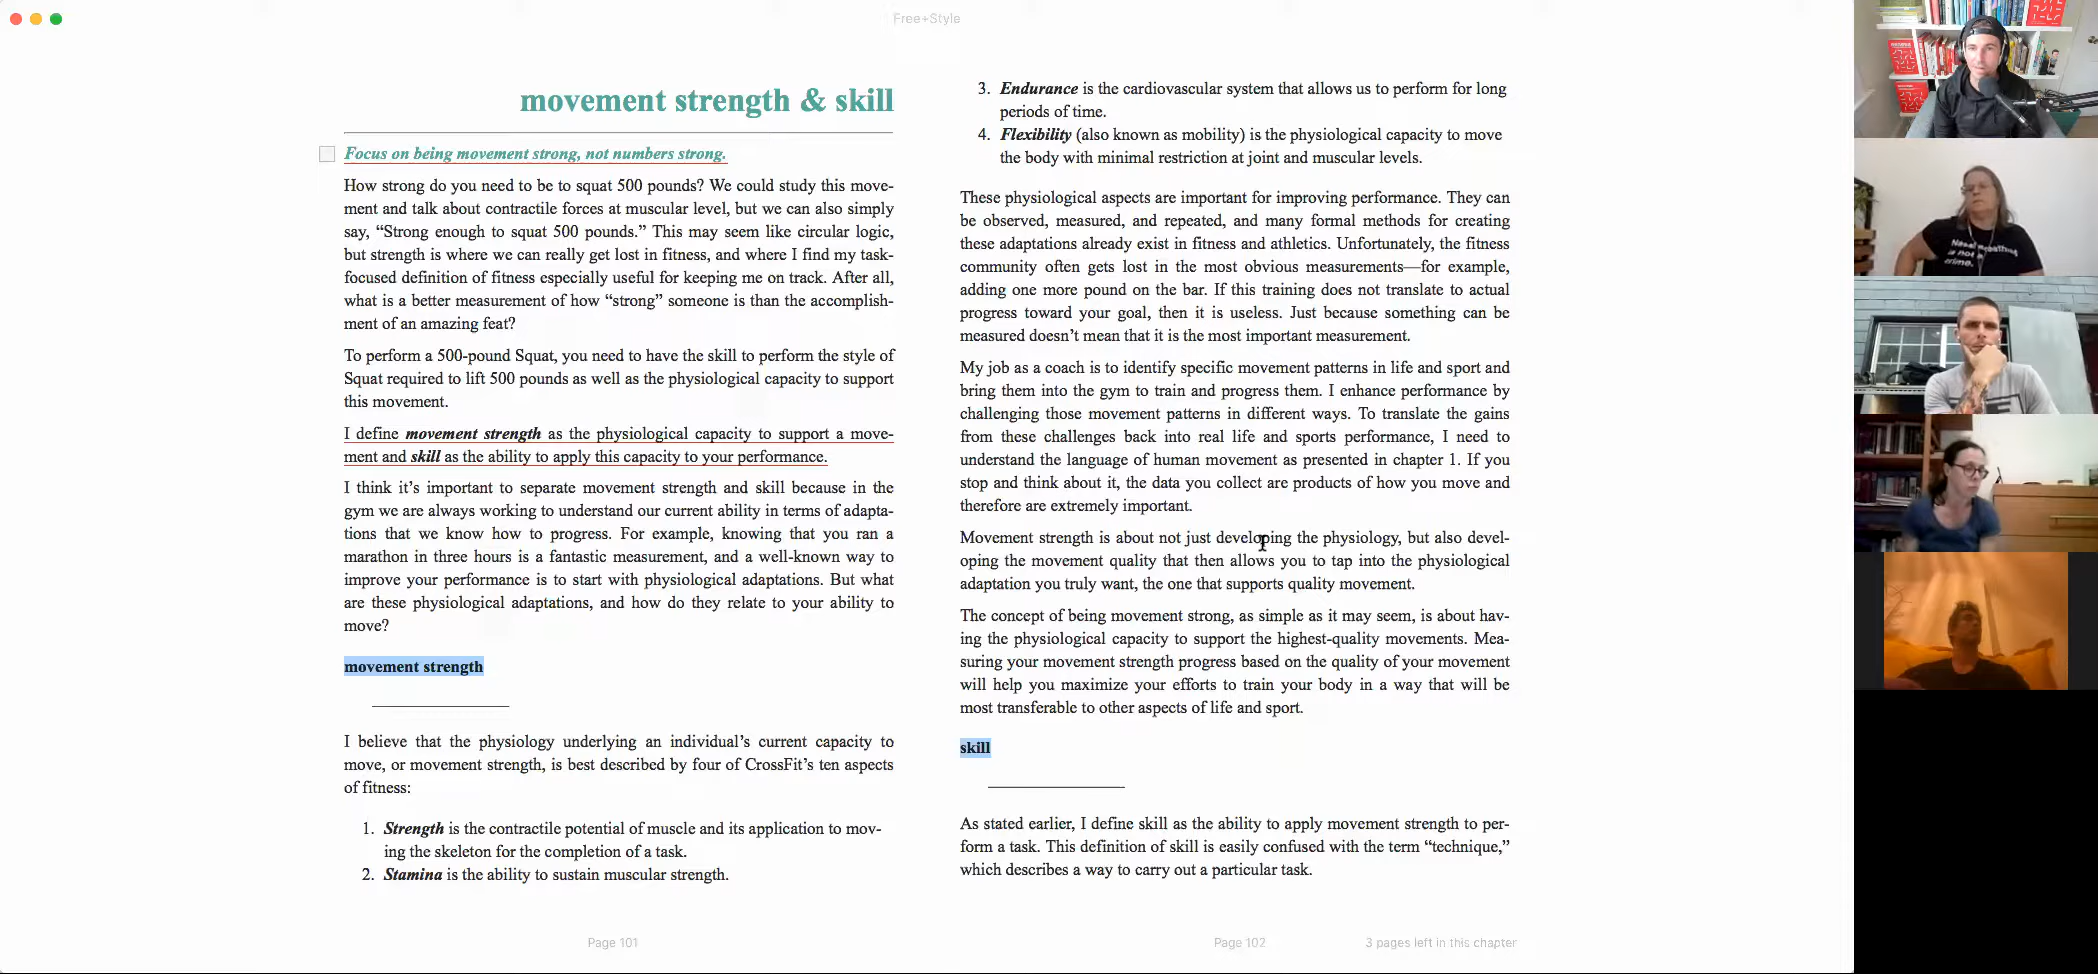 Free+Style
movement strength & skill
Focus on being movement strong, not numbers strong.
How strong do you need to be to squat 500 pounds? We could study this move-
ment and talk about contractile forces at muscular level, but we can also simply
say, “Strong enough to squat 500 pounds.” This may seem like circular logic,
but strength is where we can really get lost in fitness, and where I find my task-
focused definition of fitness especially useful for keeping me on track. After all,
what is a better measurement of how “strong” someone is than the accomplish-
ment of an amazing feat?
To perform a 500-pound Squat, you need to have the skill to perform the style of
Squat required to lift 500 pounds as well as the physiological capacity to support
this movement.
I define movement strength as the physiological capacity to support a move-
ment and skill as the ability to apply this capacity to your performance.
I think it’s important to separate movement strength and skill because in the
gym we are always working to understand our current ability in terms of adapta-
tions that we know how to progress. For example, knowing that you ran a
marathon in three hours is a fantastic measurement, and a well-known way to
improve your performance is to start with physiological adaptations. But what
are these physiological adaptations, and how do they relate to your ability to
move?
movement strength
I believe that the physiology underlying an individual’s current capacity to
move, or movement strength, is best described by four of CrossFit’s ten aspects
of fitness:
1. Strength is the contractile potential of muscle and its application to mov-
ing the skeleton for the completion of a task.
2. Stamina is the ability to sustain muscular strength.
Page 101
3. Endurance is the cardiovascular system that allows us to perform for long
periods of time.
4. Flexibility (also known as mobility) is the physiological capacity to move
the body with minimal restriction at joint and muscular levels.
These physiological aspects are important for improving performance. They can
be observed, measured, and repeated, and many formal methods for creating
these adaptations already exist in fitness and athletics. Unfortunately, the fitness
community often gets lost in the most obvious measurements—for example,
adding one more pound on the bar. If this training does not translate to actual
progress toward your goal, then it is useless. Just because something can be
measured doesn’t mean that it is the most important measurement.
My job as a coach is to identify specific movement patterns in life and sport and
bring them into the gym to train and progress them. I enhance performance by
challenging those movement patterns in different ways. To translate the gains
from these challenges back into real life and sports performance, I need to
understand the language of human movement as presented in chapter 1. If you
stop and think about it, the data you collect are products of how you move and
therefore are extremely important.
Movement strength is about not just developing the physiology, but also devel-
oping the movement quality that then allows you to tap into the physiological
adaptation you truly want, the one that supports quality movement.
The concept of being movement strong, as simple as it may seem, is about hav-
ing the physiological capacity to support the highest-quality movements. Mea-
suring your movement strength progress based on the quality of your movement
will help you maximize your efforts to train your body in a way that will be
most transferable to other aspects of life and sport.
skill
As stated earlier, I define skill as the ability to apply movement strength to per-
form a task. This definition of skill is easily confused with the term “technique,”
which describes a way to carry out a particular task.
Page 102
3 pages left in this chapter
is not a
crime.